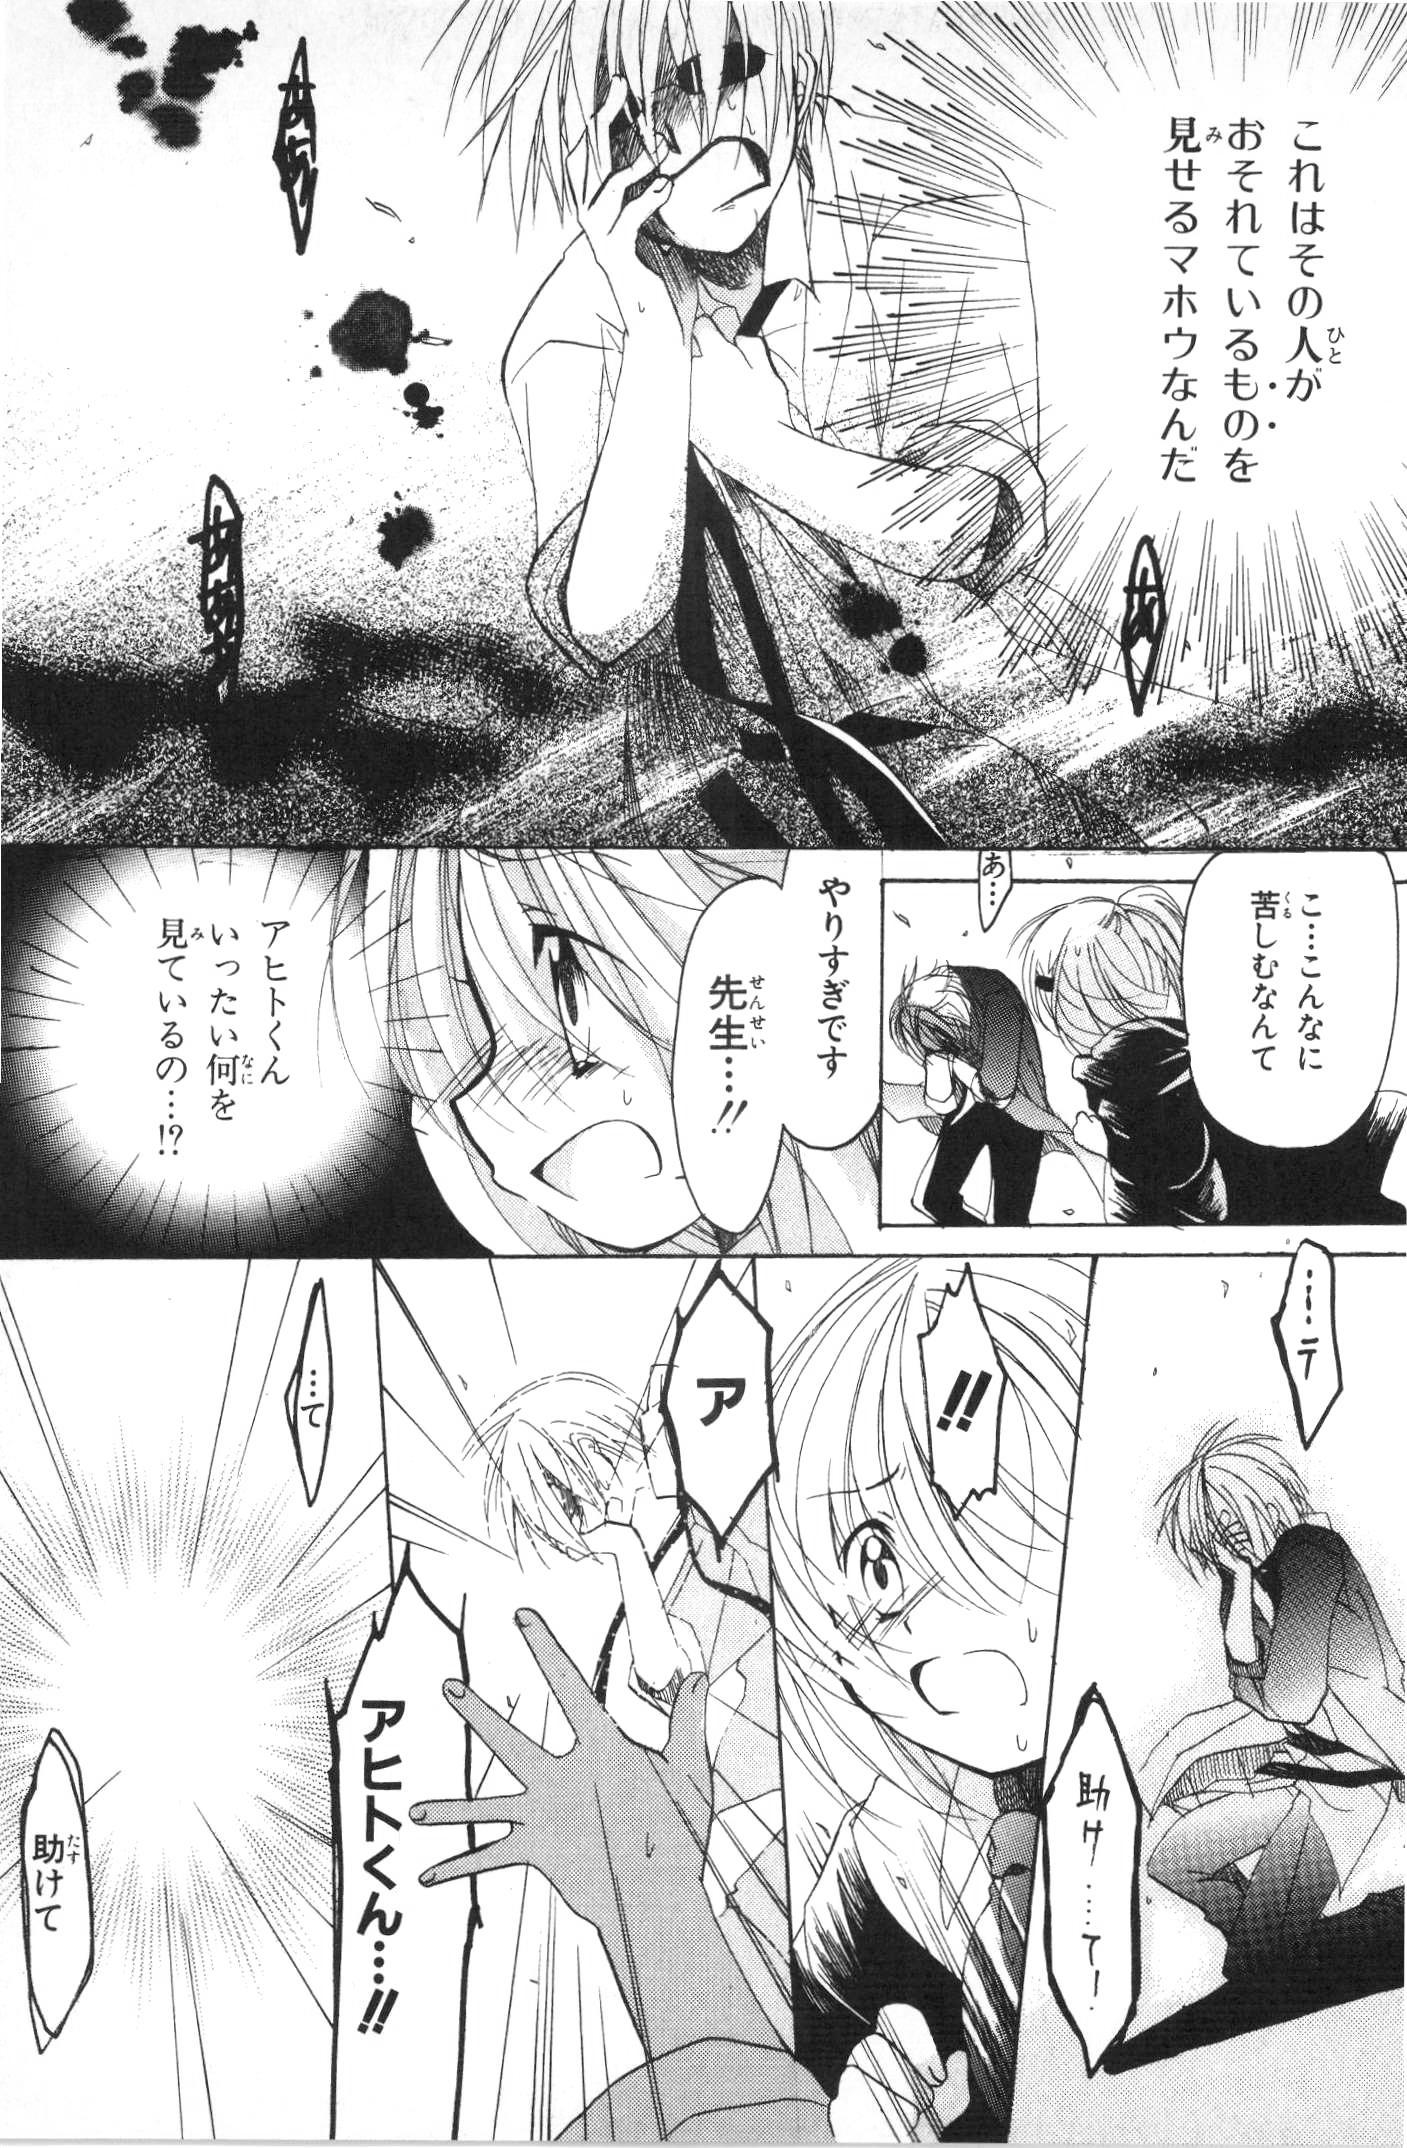 これはその人が
おそれているものを
見せるマホウなんだ
あ
ああ
こ…こんなに
苦しむなんて
あ…
やりすぎです
先生…!!
アヒトくん
いったい何を
見ているの…!?
…テ
助ケ……て!
!!
ア
アヒトくん…!!
…て
助けて